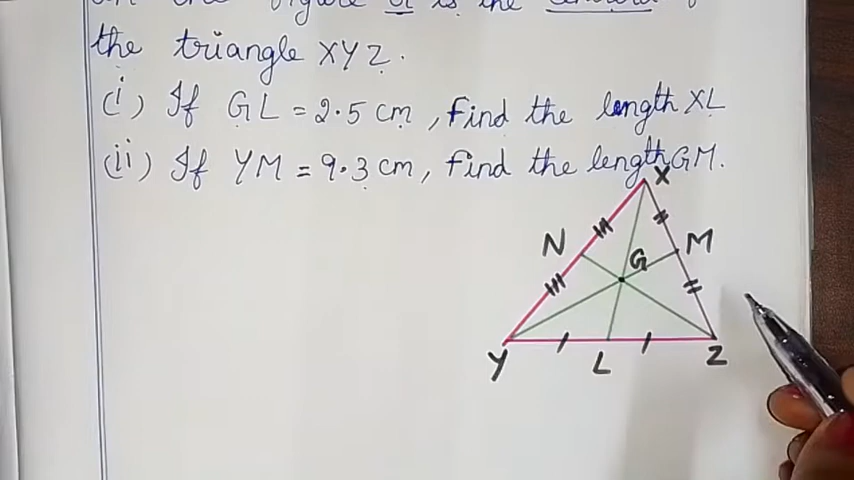 the triangle XYZ.
(i) If GL = 2.5 cm, find the length XL
(ii) If YM = 9.3 cm, find the length GM.
X
N
M
G
Y
L
Z